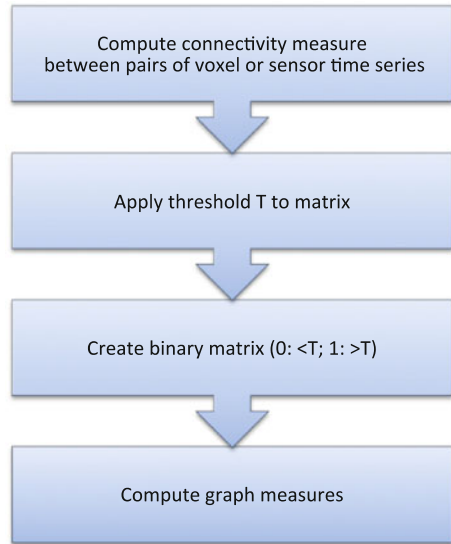 Compute connectivity measure
between pairs of voxel or sensor time series
Apply threshold T to matrix
Create binary matrix (0: <T; 1: >T)
Compute graph measures